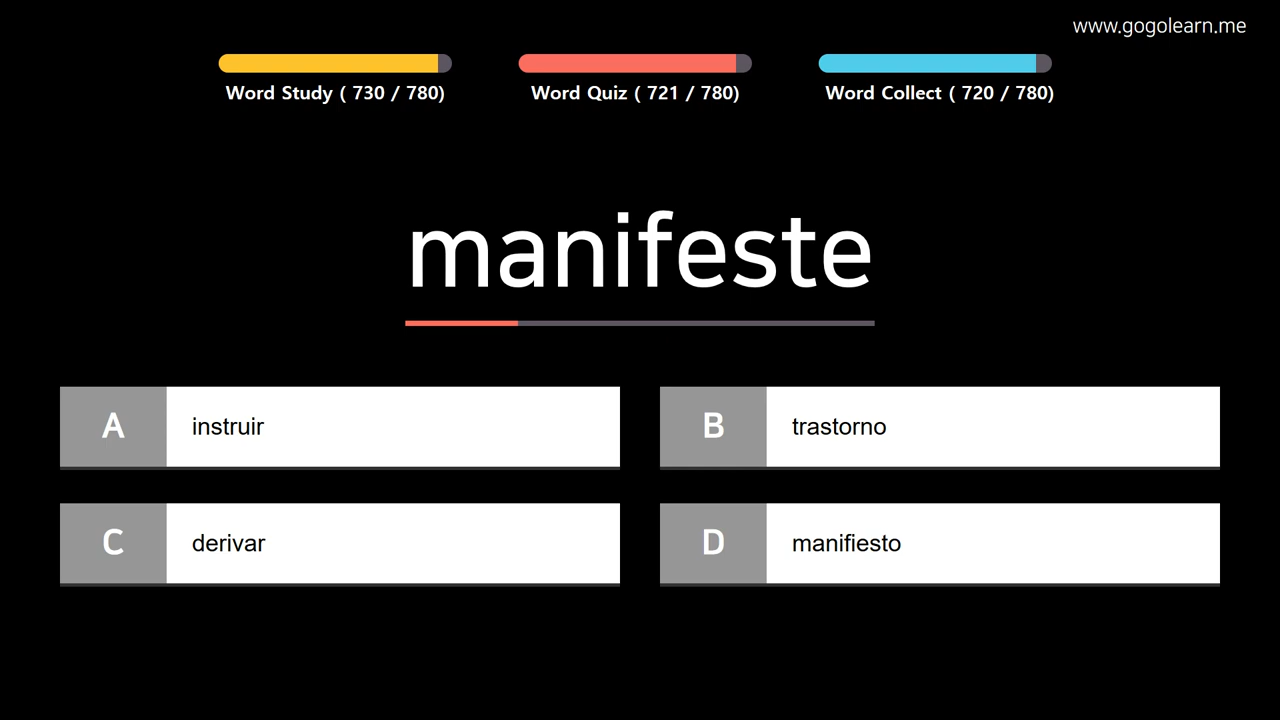 www.gogolearn.me
Word Study ( 730 / 780)
Word Quiz ( 721 / 780)
Word Collect ( 720 / 780)
manifeste
A
instruir
B
trastorno
C
derivar
D
manifiesto